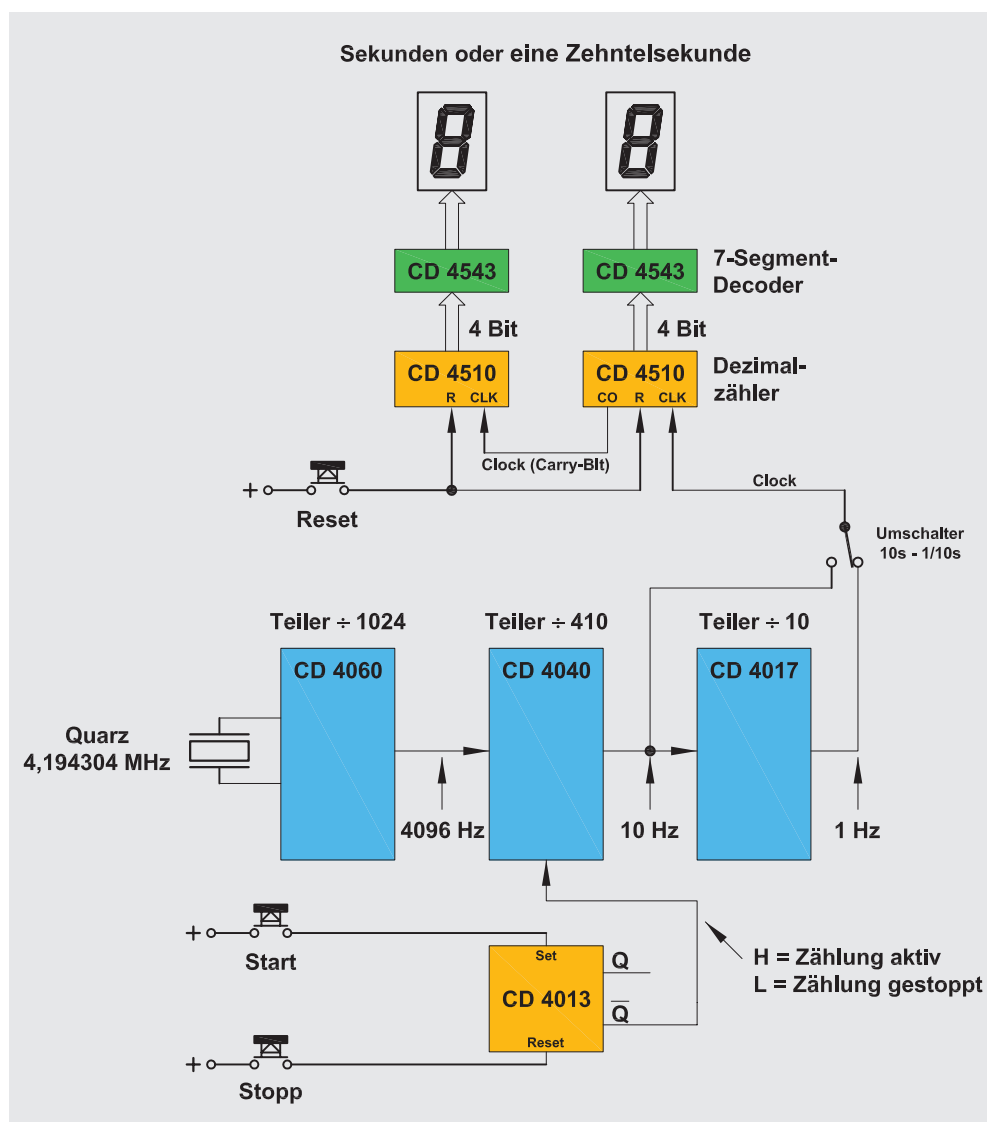 Sekunden oder eine Zehntelsekunde
CD 4543
CD 4543
7-Segment-
Decoder
4 Bit
4 Bit
CD 4510
R CLK
CD 4510
CO R CLK
Dezimal-
zähler
Clock (Carry-BIt)
Clock
+
Reset
Umschalter
10s - 1/10s
Teiler ÷ 1024
Teiler ÷ 410
Teiler ÷ 10
CD 4060
CD 4040
CD 4017
Quarz
4,194304 MHz
4096 Hz
10 Hz
1 Hz
+
Start
Set
Q
CD 4013
Q̅
Reset
H = Zählung aktiv
L = Zählung gestoppt
+
Stopp